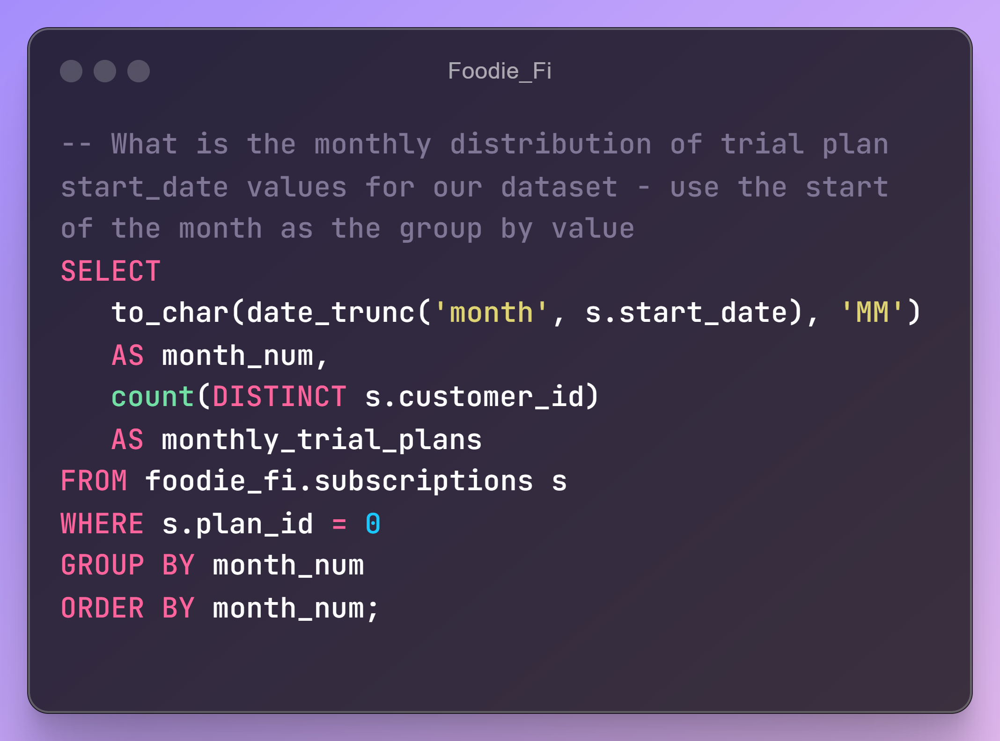 Foodie_Fi
-- What is the monthly distribution of trial plan
start_date values for our dataset - use the start
of the month as the group by value
SELECT
   to_char(date_trunc('month', s.start_date), 'MM')
   AS month_num,
   count(DISTINCT s.customer_id)
   AS monthly_trial_plans
FROM foodie_fi.subscriptions s
WHERE s.plan_id = 0
GROUP BY month_num
ORDER BY month_num;